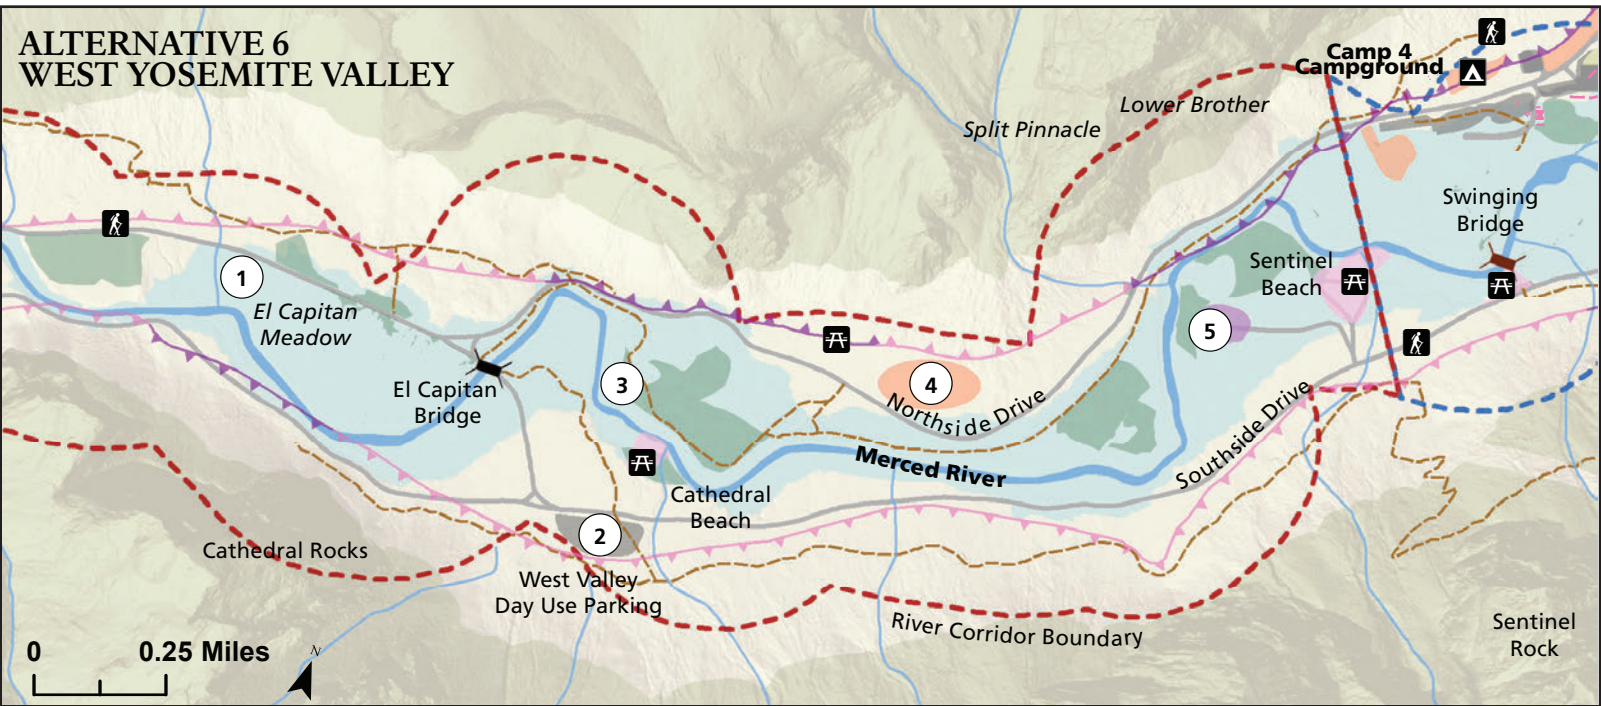 ALTERNATIVE 6
WEST YOSEMITE VALLEY
Camp 4
Campground
Lower Brother
Split Pinnacle
Swinging
Bridge
Sentinel
Beach
1
El Capitan
Meadow
5
El Capitan
Bridge
3
4
Northside Drive
Southside Drive
Merced River
Cathedral
Beach
2
Cathedral Rocks
West Valley
Day Use Parking
River Corridor Boundary
Sentinel
Rock
0 0.25 Miles
N